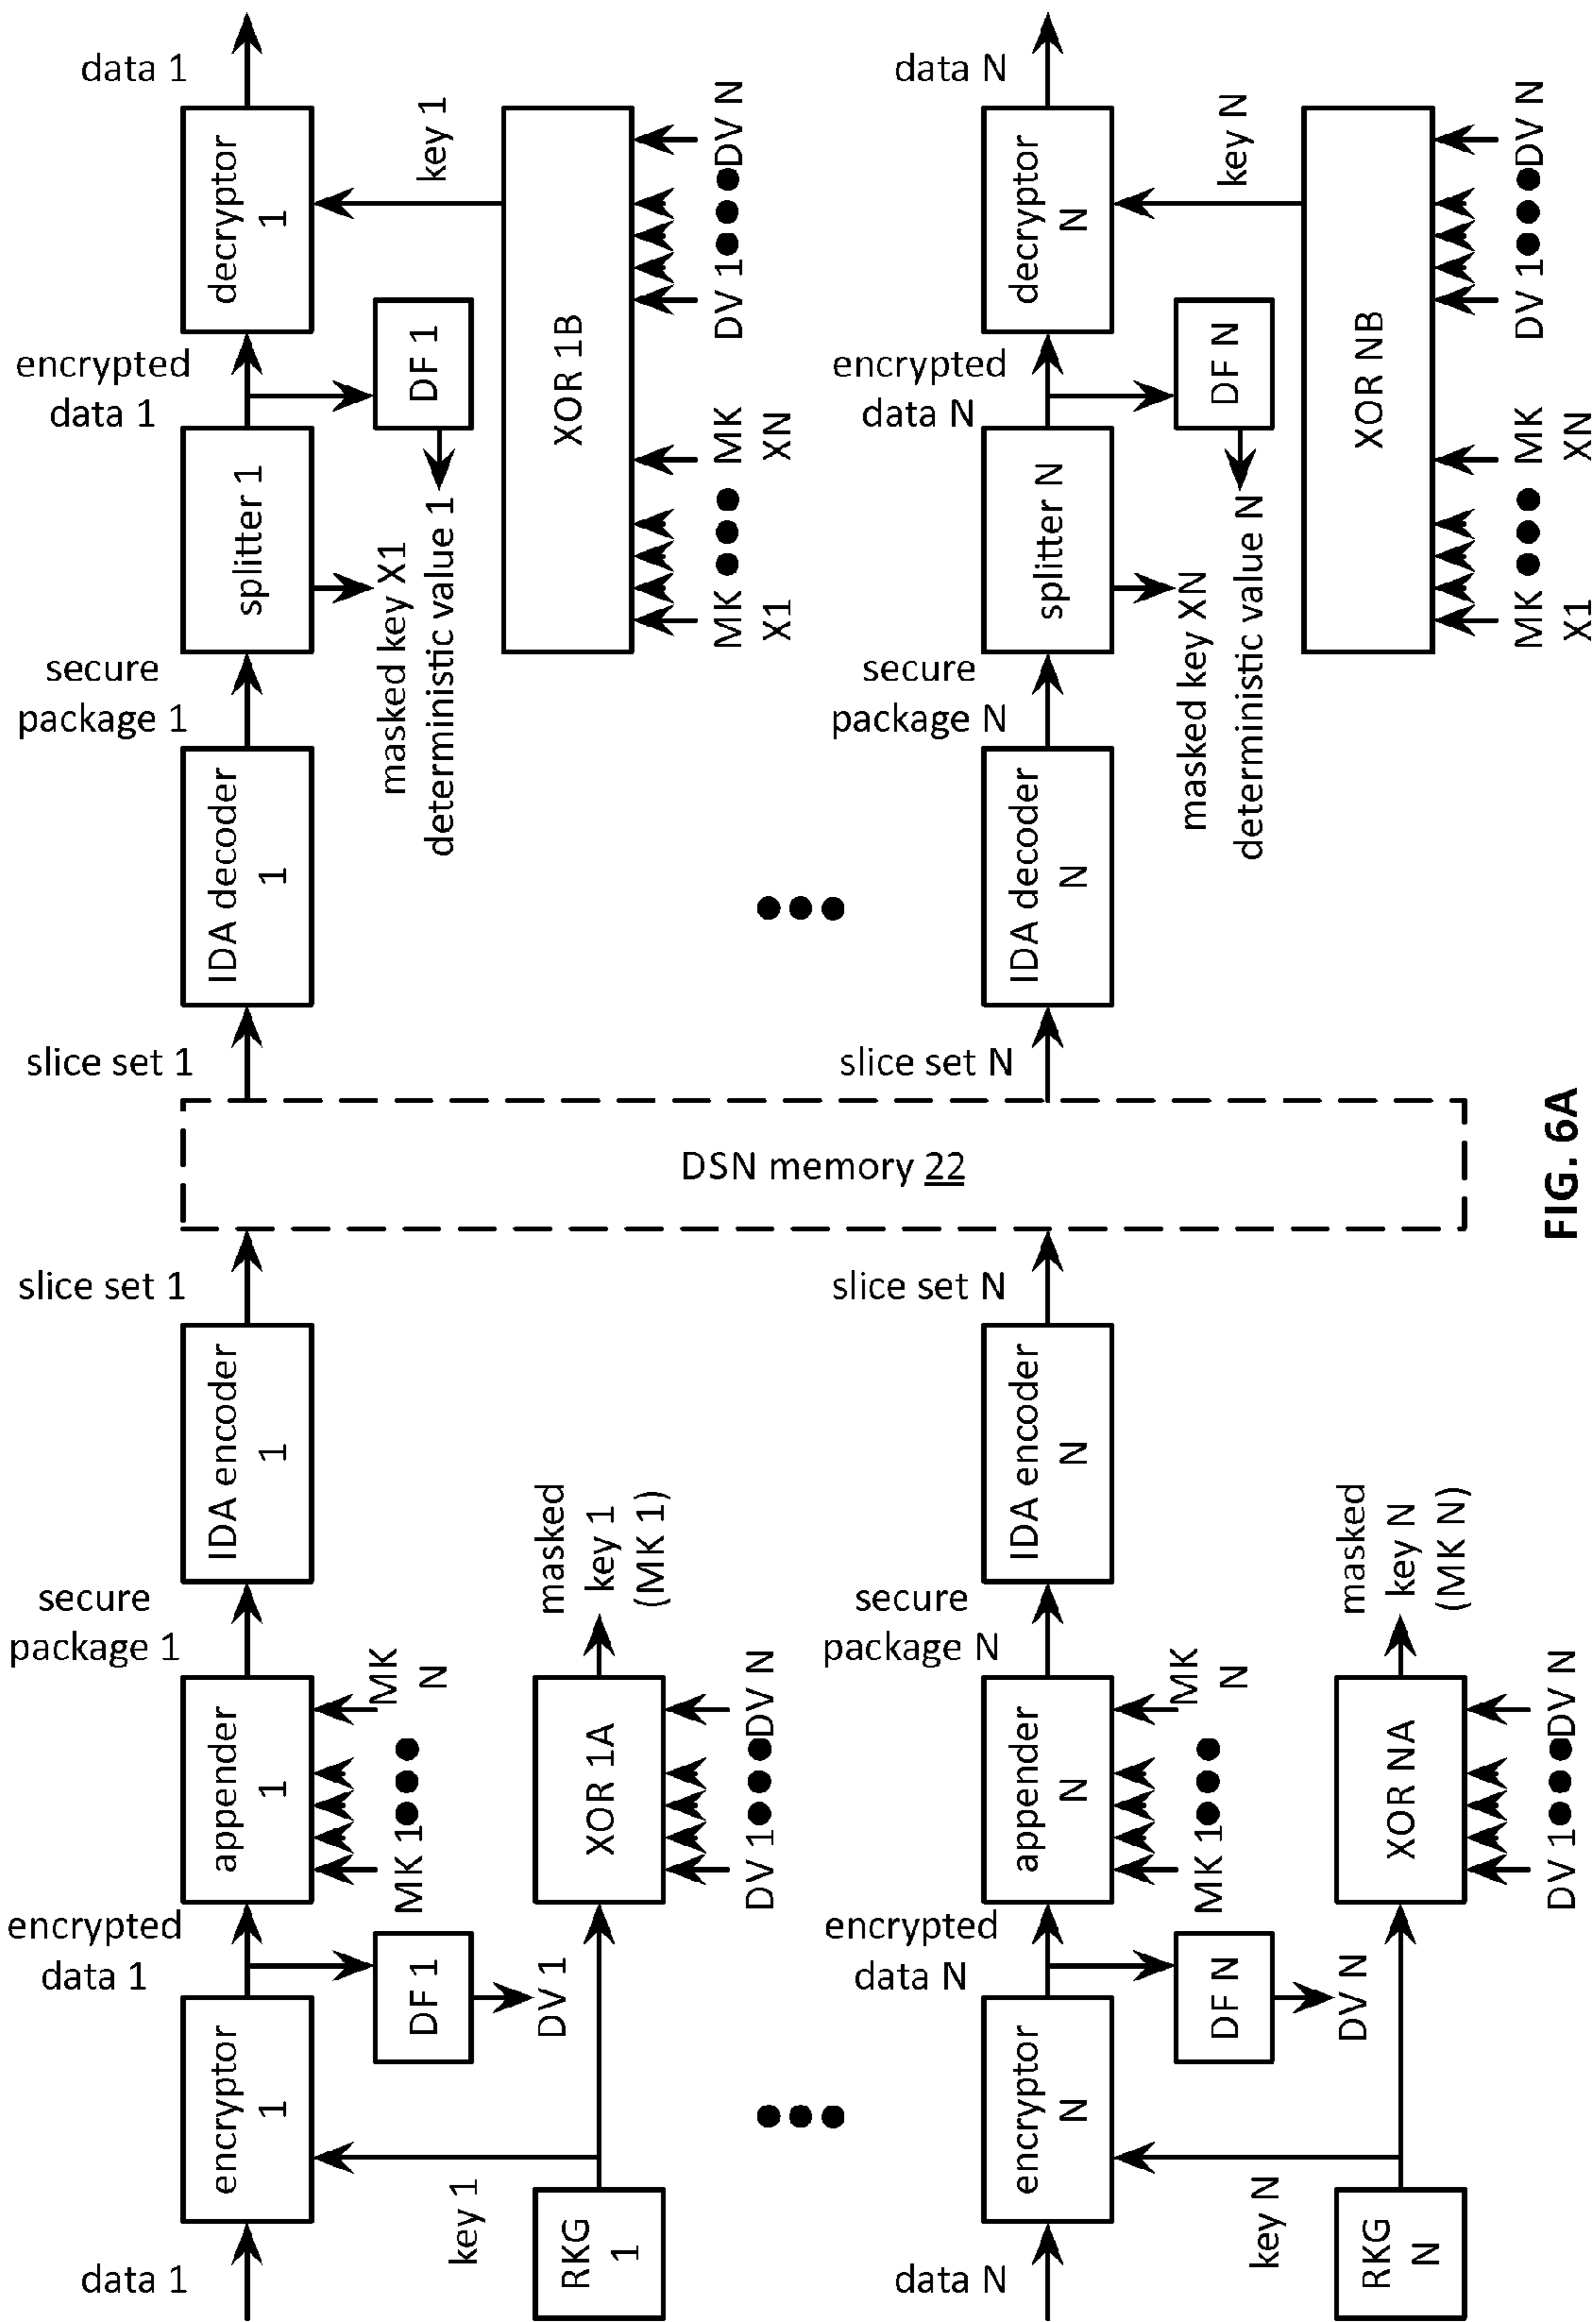 data 1
encryptor
1
encrypted
data 1
appender
1
secure
package 1
IDA encoder
1
slice set 1
key 1
RKG
1
DF 1
DV 1
MK 1
MK
N
XOR 1A
DV 1
DV N
masked
key 1
(MK 1)
DSN memory 22
slice set 1
IDA decoder
1
secure
package 1
splitter 1
encrypted
data 1
decryptor
1
data 1
masked key X1
deterministic value 1
DF 1
key 1
XOR 1B
MK
X1
MK
XN
DV 1
DV N
data N
encryptor
N
encrypted
data N
appender
N
secure
package N
IDA encoder
N
slice set N
key N
RKG
N
DF N
DV N
MK 1
MK
N
XOR NA
DV 1
DV N
masked
key N
(MK N)
slice set N
IDA decoder
N
secure
package N
splitter N
encrypted
data N
decryptor
N
data N
masked key XN
deterministic value N
DF N
key N
XOR NB
MK
X1
MK
XN
DV 1
DV N
FIG. 6A